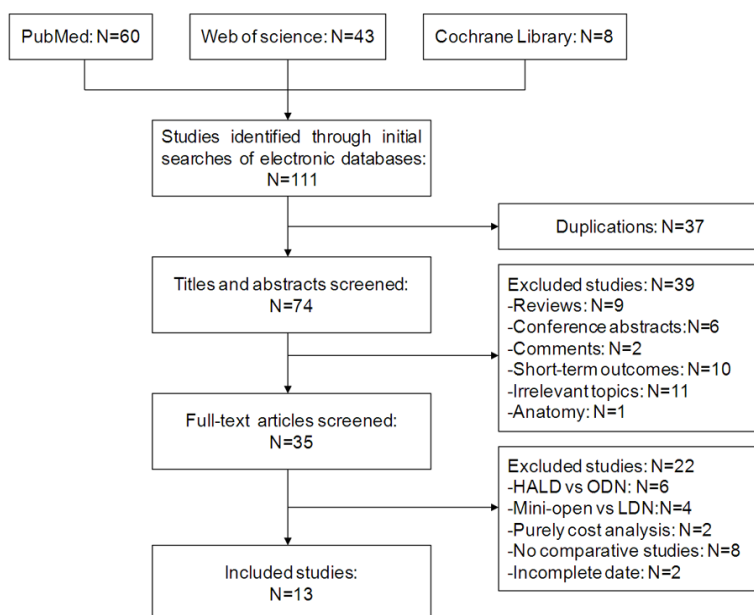 PubMed: N=60
Web of science: N=43
Cochrane Library: N=8
Studies identified through initial
searches of electronic databases:
N=111
Duplications: N=37
Titles and abstracts screened:
N=74
Excluded studies: N=39
-Reviews: N=9
-Conference abstracts:N=6
-Comments: N=2
-Short-term outcomes: N=10
-Irrelevant topics: N=11
-Anatomy: N=1
Full-text articles screened:
N=35
Excluded studies: N=22
-HALD vs ODN: N=6
-Mini-open vs LDN:N=4
-Purely cost analysis: N=2
-No comparative studies: N=8
-Incomplete date: N=2
Included studies:
N=13